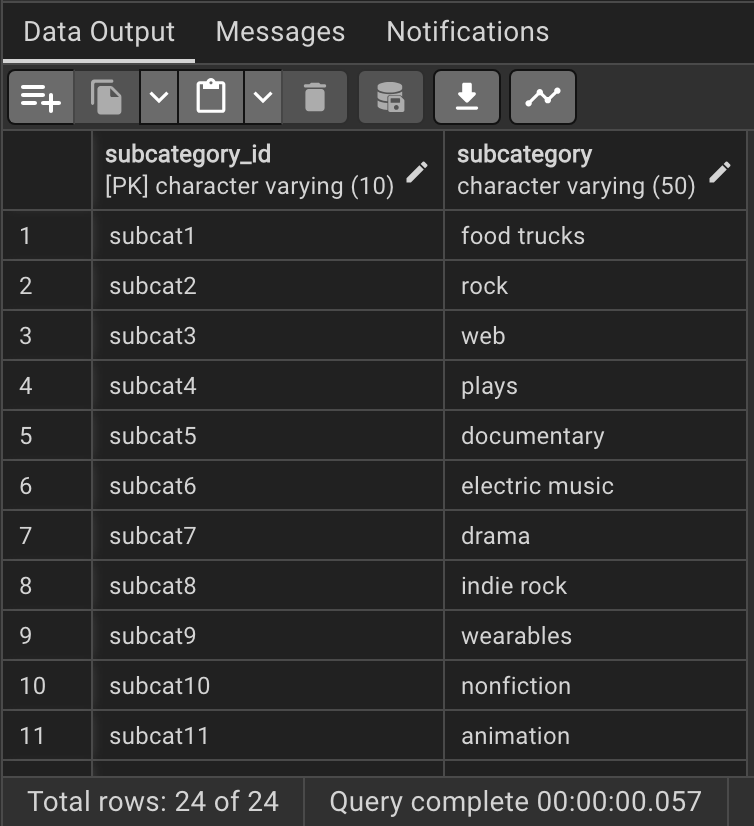 Data Output Messages Notifications
subcategory_id subcategory
[PK] character varying (10) character varying (50)
1 subcat1 food trucks
2 subcat2 rock
3 subcat3 web
4 subcat4 plays
5 subcat5 documentary
6 subcat6 electric music
7 subcat7 drama
8 subcat8 indie rock
9 subcat9 wearables
10 subcat10 nonfiction
11 subcat11 animation
Total rows: 24 of 24 Query complete 00:00:00.057